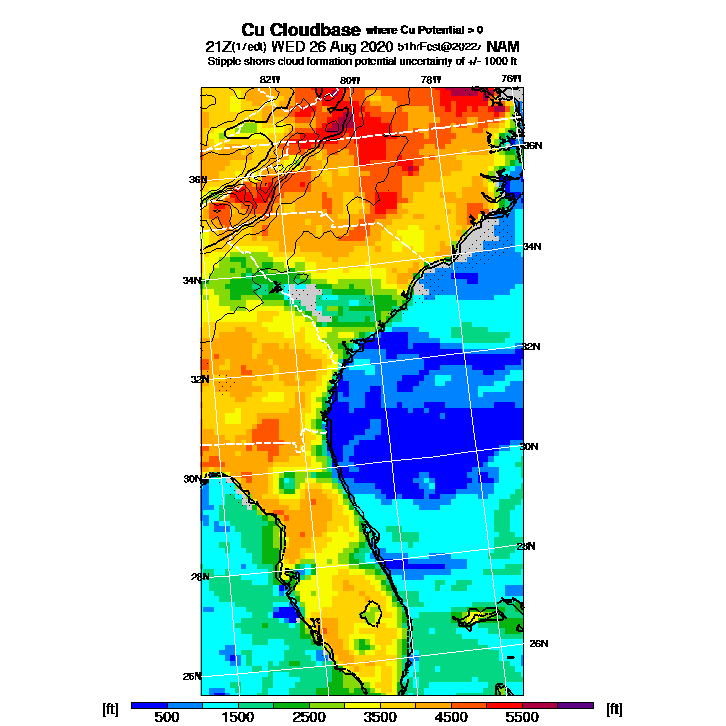 Cu Cloudbase where Cu Potential > 0
21Z(17edt) WED 26 Aug 2020 51hrFcst@2022z NAM
Stipple shows cloud formation potential uncertainty of +/- 1000 ft
82W 80W 78W 76W
36N
36N
34N
34N
32N
32N
30N
30N
28N
28N
26N
26N
[ft] 500 1500 2500 3500 4500 5500 [ft]